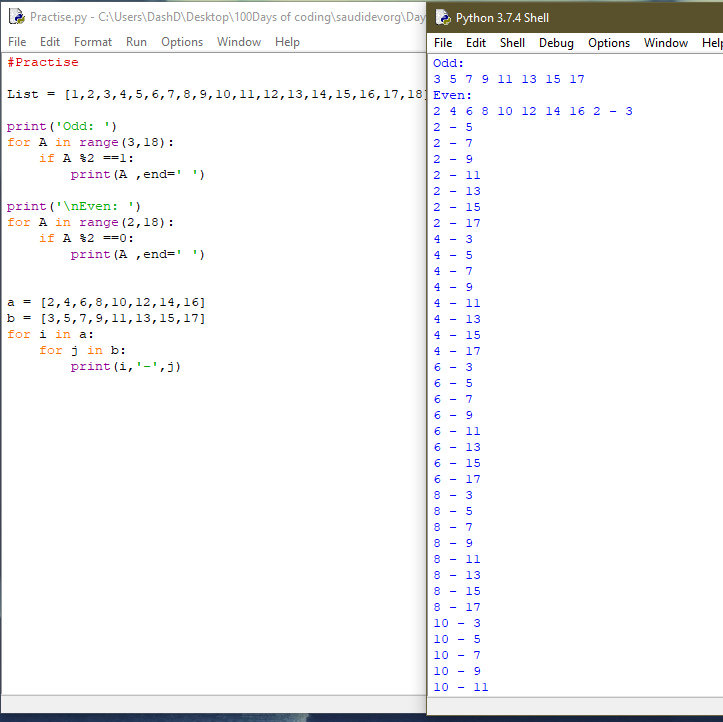 Practise.py - C:\Users\DashD\Desktop\100Days of coding\saudidevorg\Day
File Edit Format Run Options Window Help
#Practise
List = [1,2,3,4,5,6,7,8,9,10,11,12,13,14,15,16,17,18]
print('Odd: ')
for A in range(3,18):
    if A %2 ==1:
        print(A ,end=' ')
print('\nEven: ')
for A in range(2,18):
    if A %2 ==0:
        print(A ,end=' ')
a = [2,4,6,8,10,12,14,16]
b = [3,5,7,9,11,13,15,17]
for i in a:
    for j in b:
        print(i,'-',j)
Python 3.7.4 Shell
File Edit Shell Debug Options Window Help
Odd:
3 5 7 9 11 13 15 17
Even:
2 4 6 8 10 12 14 16 2 - 3
2 - 5
2 - 7
2 - 9
2 - 11
2 - 13
2 - 15
2 - 17
4 - 3
4 - 5
4 - 7
4 - 9
4 - 11
4 - 13
4 - 15
4 - 17
6 - 3
6 - 5
6 - 7
6 - 9
6 - 11
6 - 13
6 - 15
6 - 17
8 - 3
8 - 5
8 - 7
8 - 9
8 - 11
8 - 13
8 - 15
8 - 17
10 - 3
10 - 5
10 - 7
10 - 9
10 - 11